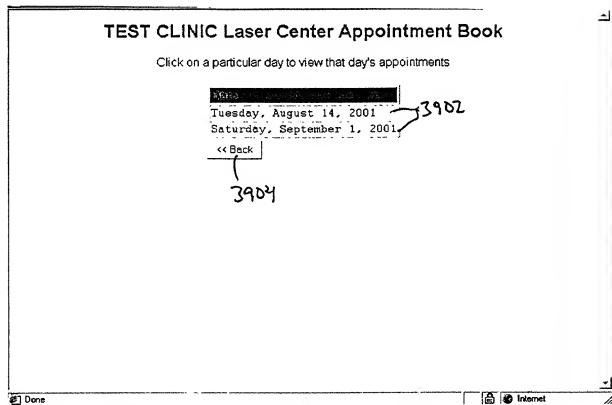 TEST CLINIC Laser Center Appointment Book
Click on a particular day to view that day's appointments
Tuesday, August 14, 2001
Saturday, September 1, 2001
3902
<< Back
3904
Done
Internet